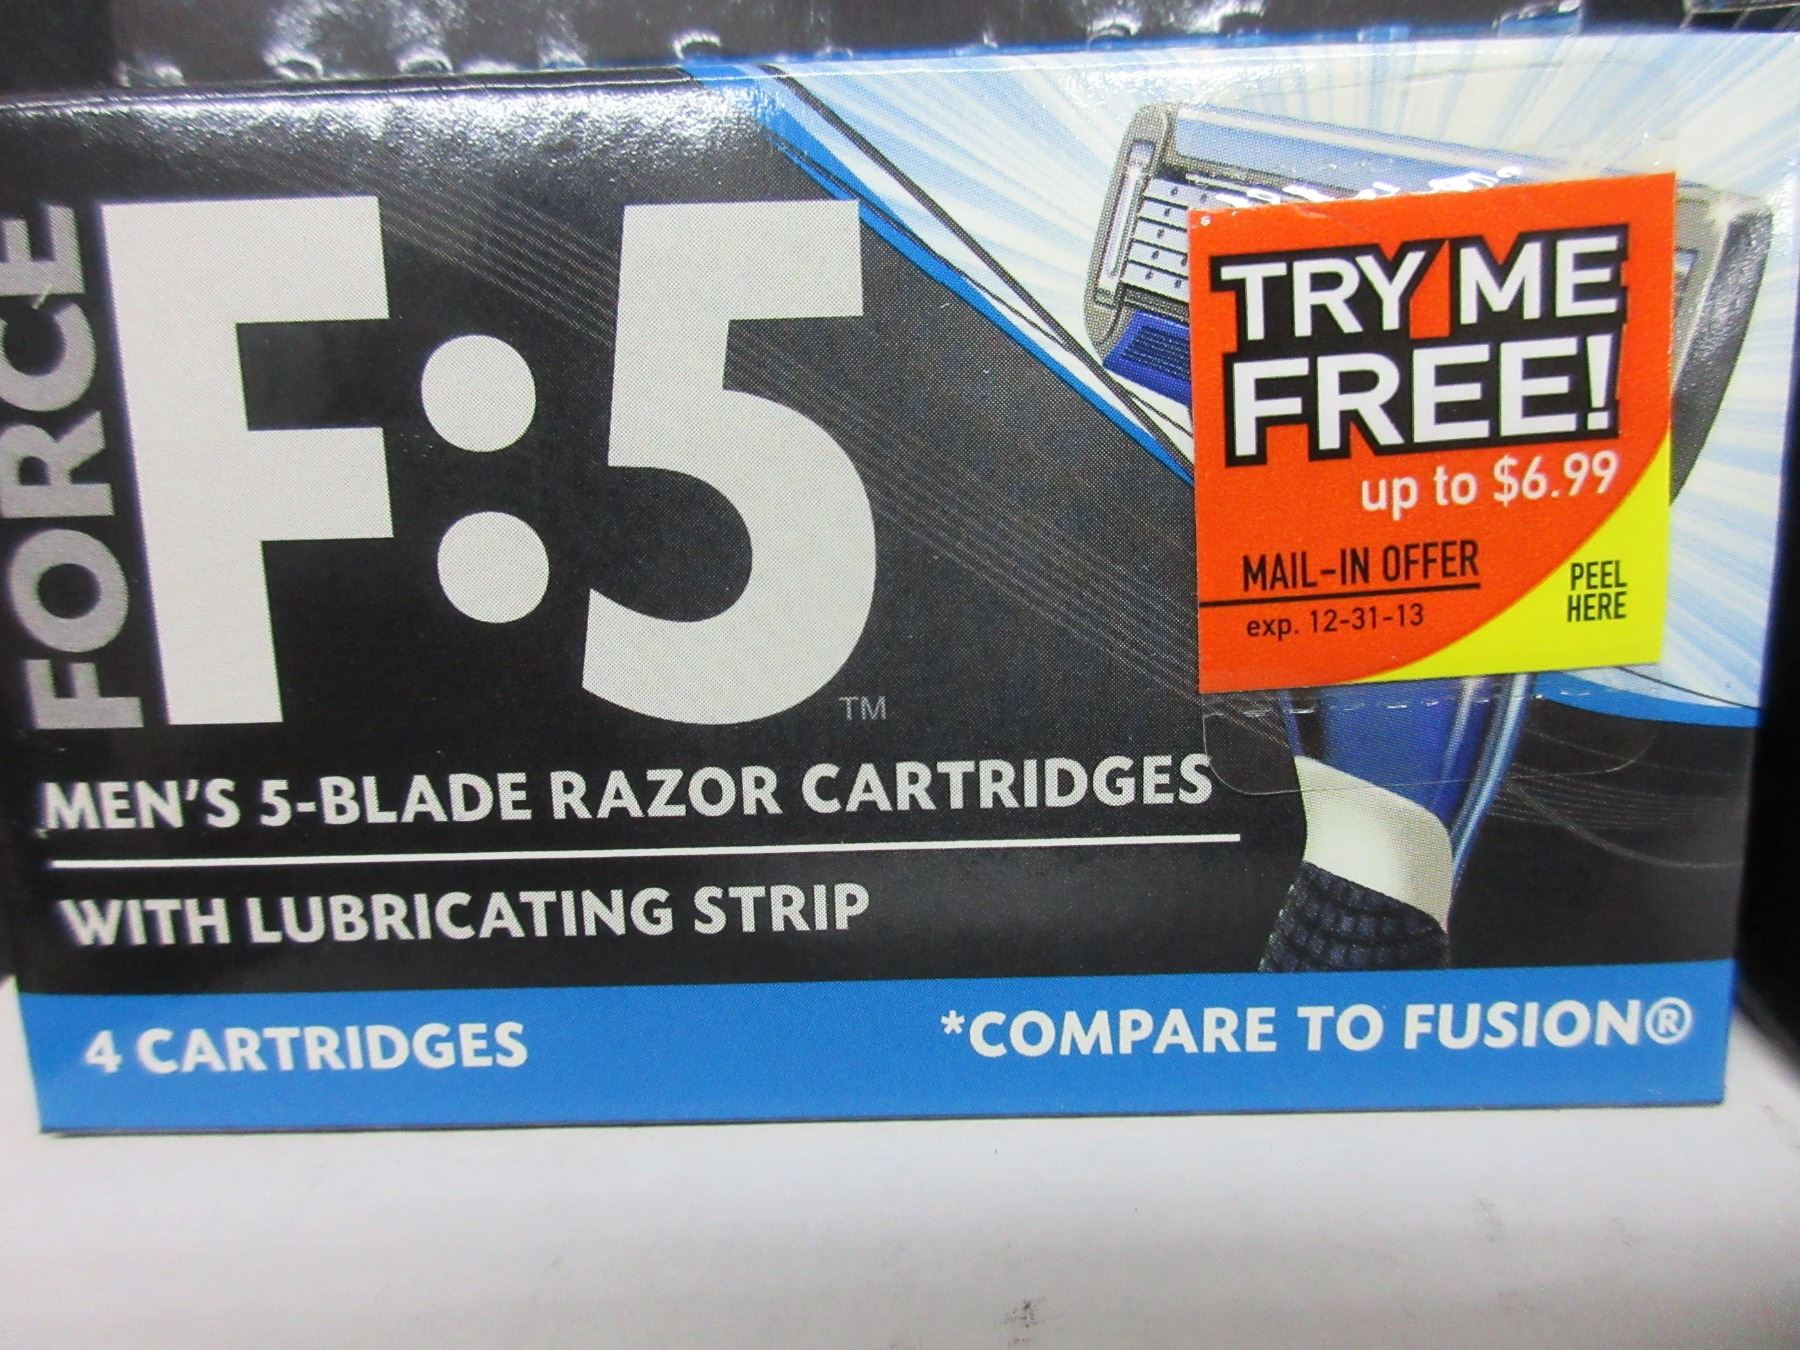 FORCE
F:5
TM
MEN'S 5-BLADE RAZOR CARTRIDGES
WITH LUBRICATING STRIP
4 CARTRIDGES
*COMPARE TO FUSION®
TRY ME
FREE!
up to $6.99
MAIL-IN OFFER
exp. 12-31-13
PEEL
HERE